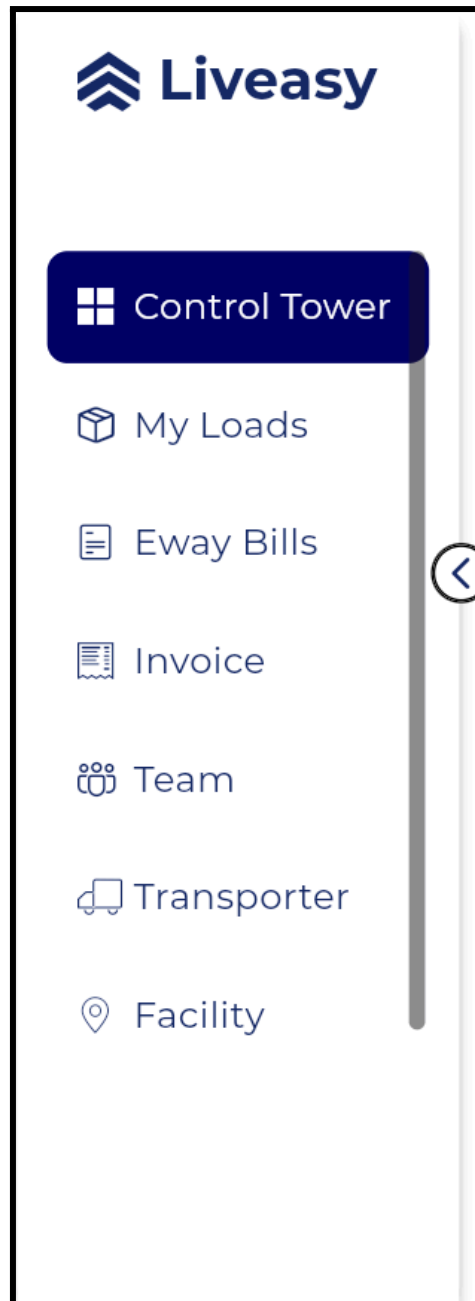 Liveasy
Control Tower
My Loads
Eway Bills
Invoice
Team
Transporter
Facility